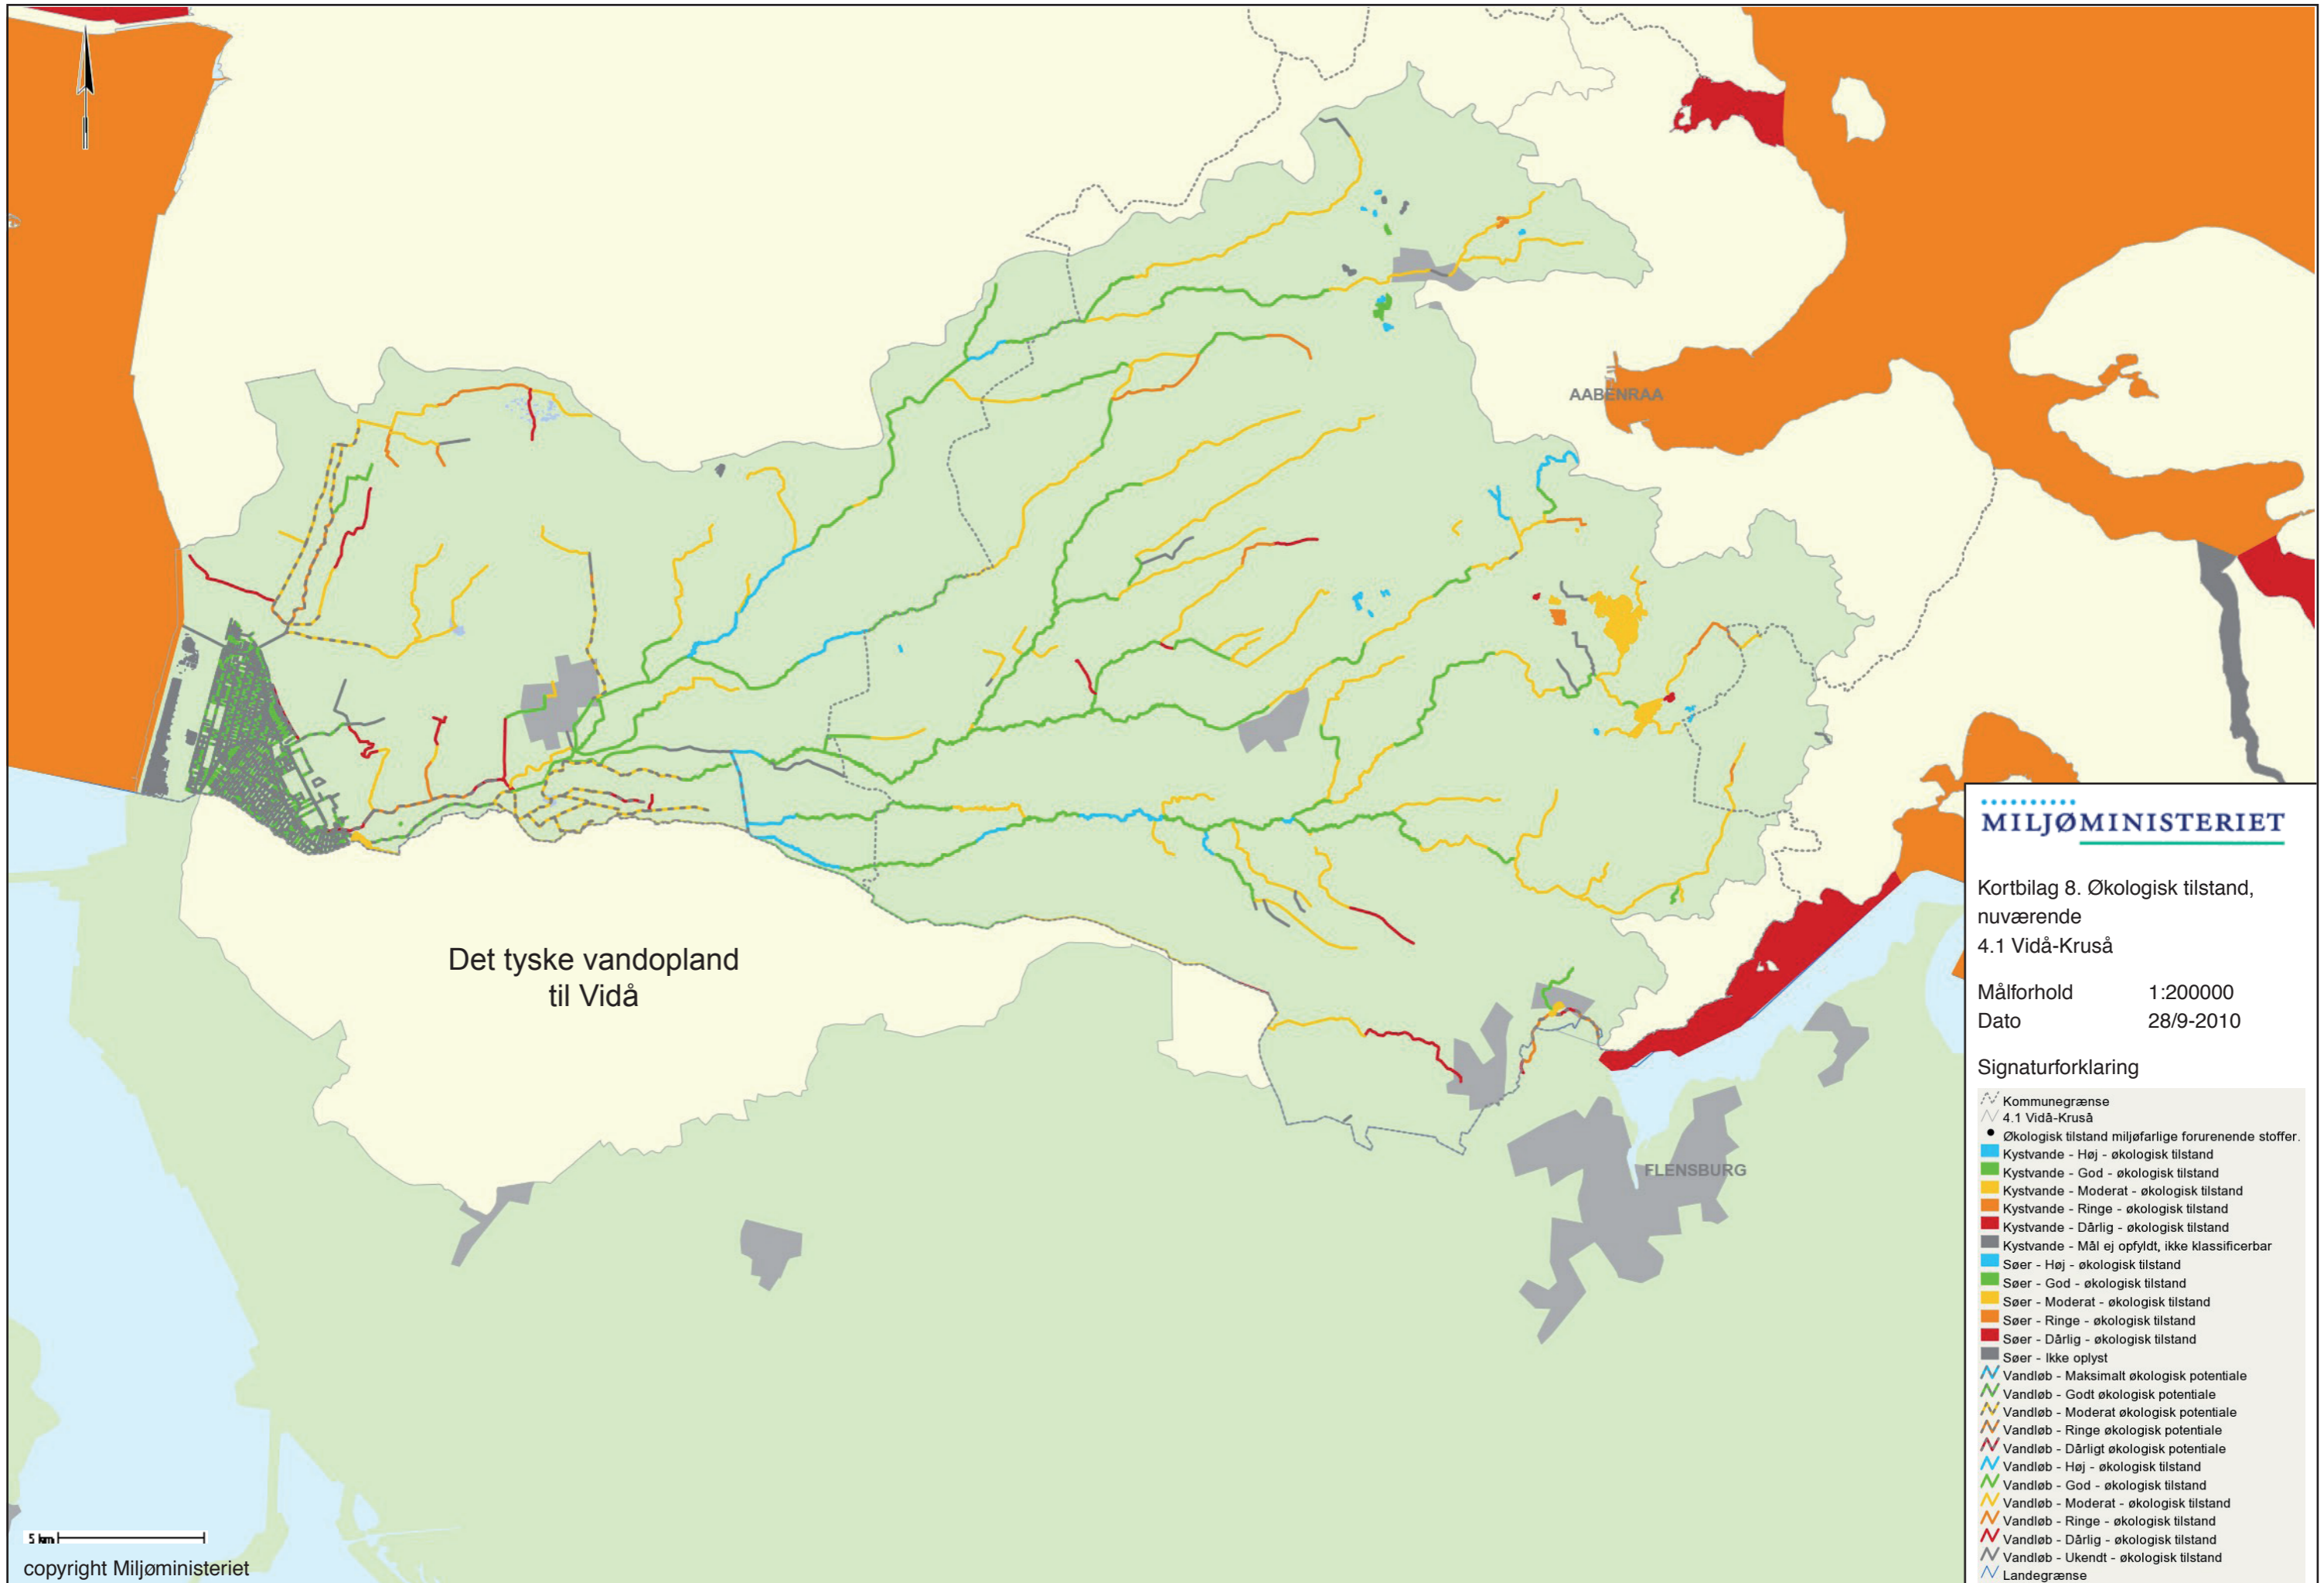 AABENRAA
Det tyske vandopland
til Vidå
FLENSBURG
5 km
copyright Miljøministeriet
MILJØMINISTERIET
Kortbilag 8. Økologisk tilstand,
nuværende
4.1 Vidå-Kruså
Målforhold 1:200000
Dato 28/9-2010
Signaturforklaring
Kommunegrænse
4.1 Vidå-Kruså
Økologisk tilstand miljøfarlige forurenende stoffer.
Kystvande - Høj - økologisk tilstand
Kystvande - God - økologisk tilstand
Kystvande - Moderat - økologisk tilstand
Kystvande - Ringe - økologisk tilstand
Kystvande - Dårlig - økologisk tilstand
Kystvande - Mål ej opfyldt, ikke klassificerbar
Søer - Høj - økologisk tilstand
Søer - God - økologisk tilstand
Søer - Moderat - økologisk tilstand
Søer - Ringe - økologisk tilstand
Søer - Dårlig - økologisk tilstand
Søer - Ikke oplyst
Vandløb - Maksimalt økologisk potentiale
Vandløb - Godt økologisk potentiale
Vandløb - Moderat økologisk potentiale
Vandløb - Ringe økologisk potentiale
Vandløb - Dårligt økologisk potentiale
Vandløb - Høj - økologisk tilstand
Vandløb - God - økologisk tilstand
Vandløb - Moderat - økologisk tilstand
Vandløb - Ringe - økologisk tilstand
Vandløb - Dårlig - økologisk tilstand
Vandløb - Ukendt - økologisk tilstand
Landegrænse